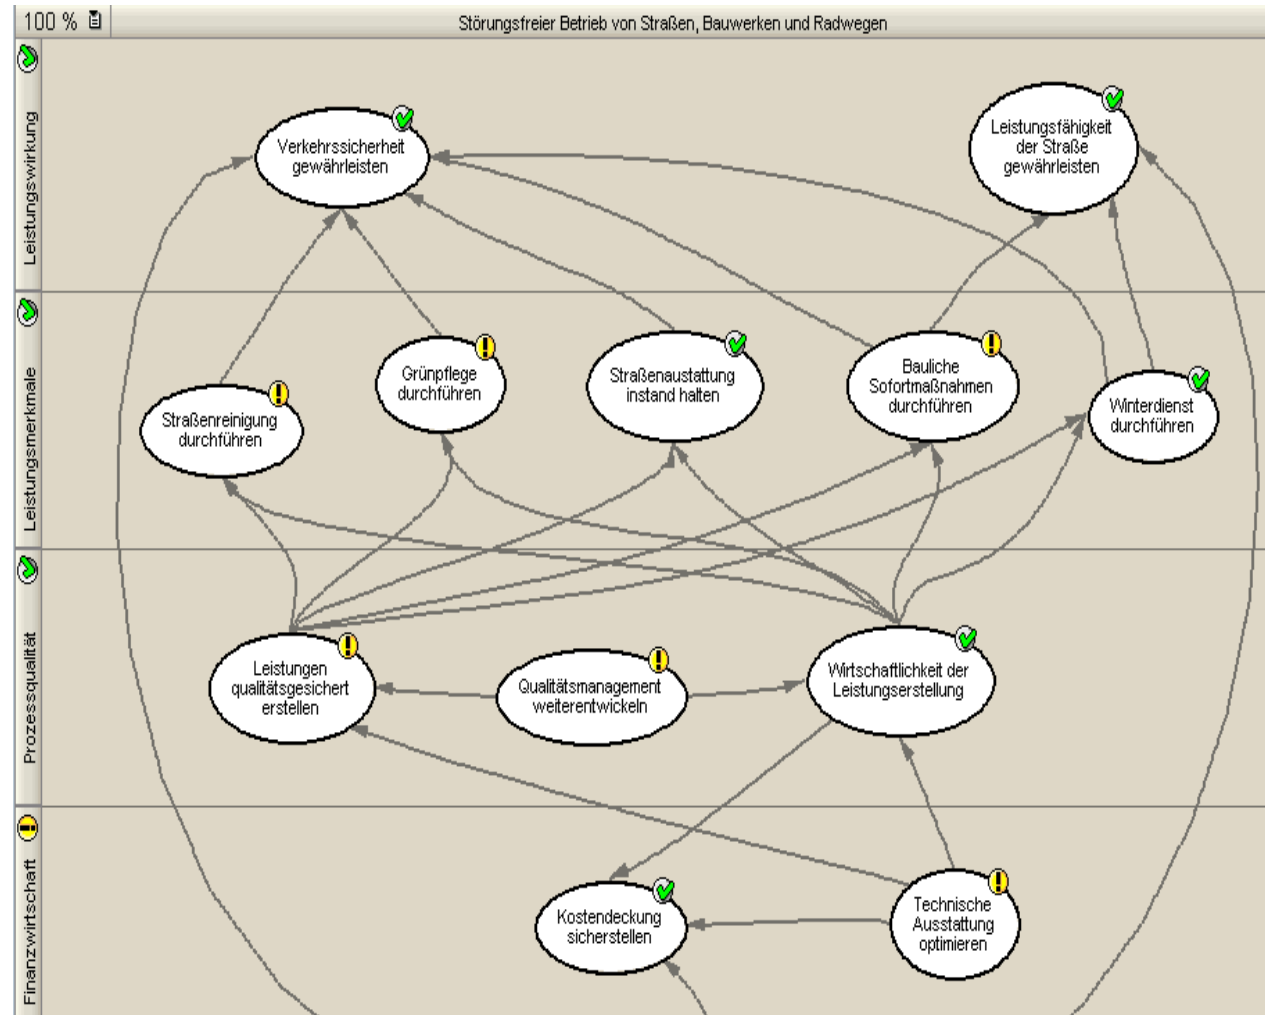 100 %
Störungsfreier Betrieb von Straßen, Bauwerken und Radwegen
Leistungswirkung
Verkehrssicherheit
gewährleisten
Leistungsfähigkeit
der Straße
gewährleisten
Leistungsmerkmale
Straßenreinigung
durchführen
Grünpflege
durchführen
Straßenaustattung
instand halten
Bauliche
Sofortmaßnahmen
durchführen
Winterdienst
durchführen
Prozessqualität
Leistungen
qualitätsgesichert
erstellen
Qualitätsmanagement
weiterentwickeln
Wirtschaftlichkeit der
Leistungserstellung
Finanzwirtschaft
Kostendeckung
sicherstellen
Technische
Ausstattung
optimieren